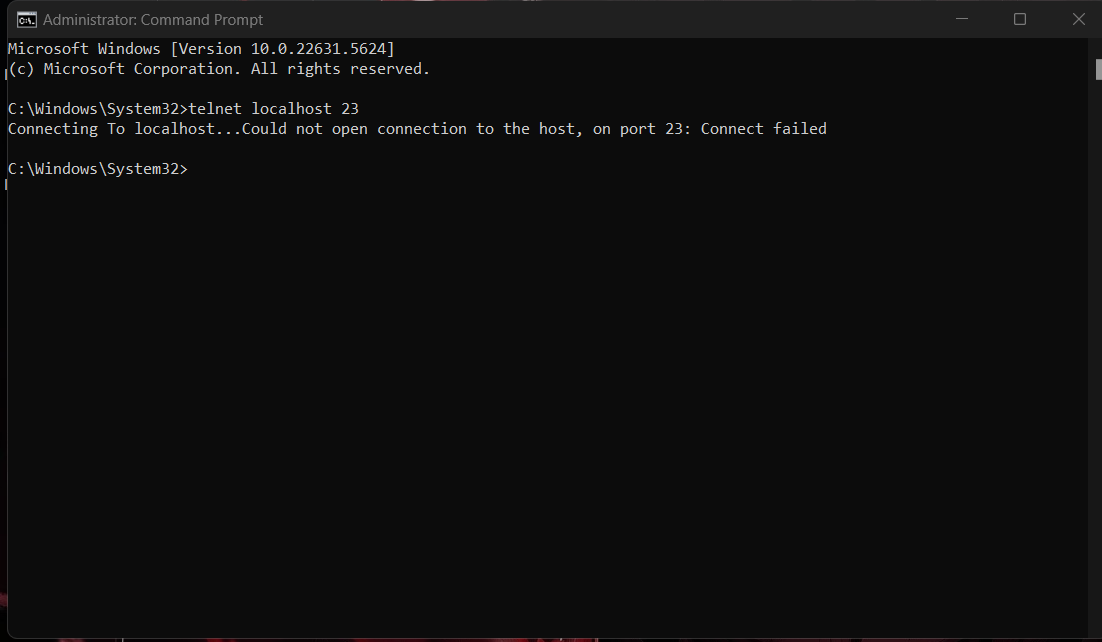 Administrator: Command Prompt
Microsoft Windows [Version 10.0.22631.5624]
(c) Microsoft Corporation. All rights reserved.
C:\Windows\System32>telnet localhost 23
Connecting To localhost...Could not open connection to the host, on port 23: Connect failed
C:\Windows\System32>